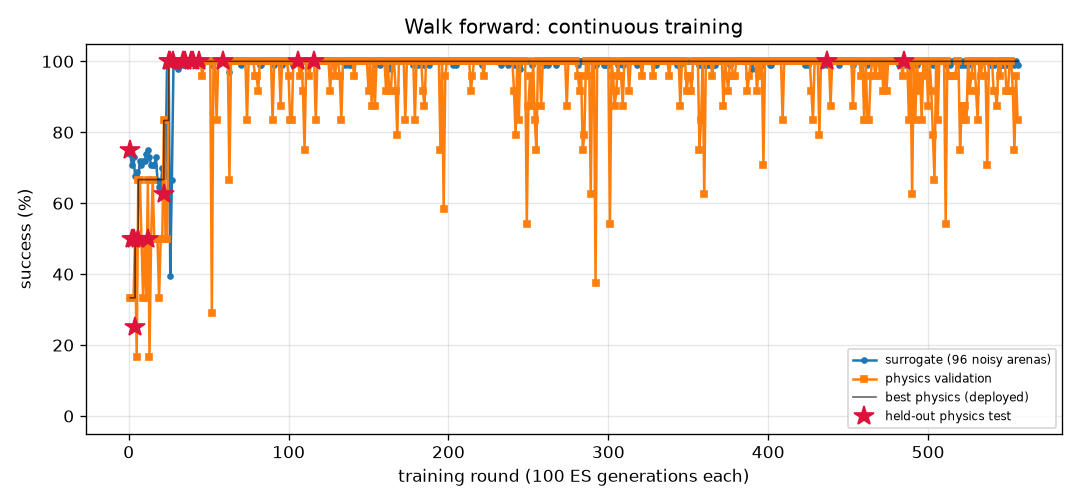 Walk forward: continuous training
success (%)
100
80
60
40
20
0
0 100 200 300 400 500
training round (100 ES generations each)
surrogate (96 noisy arenas)
physics validation
best physics (deployed)
held-out physics test